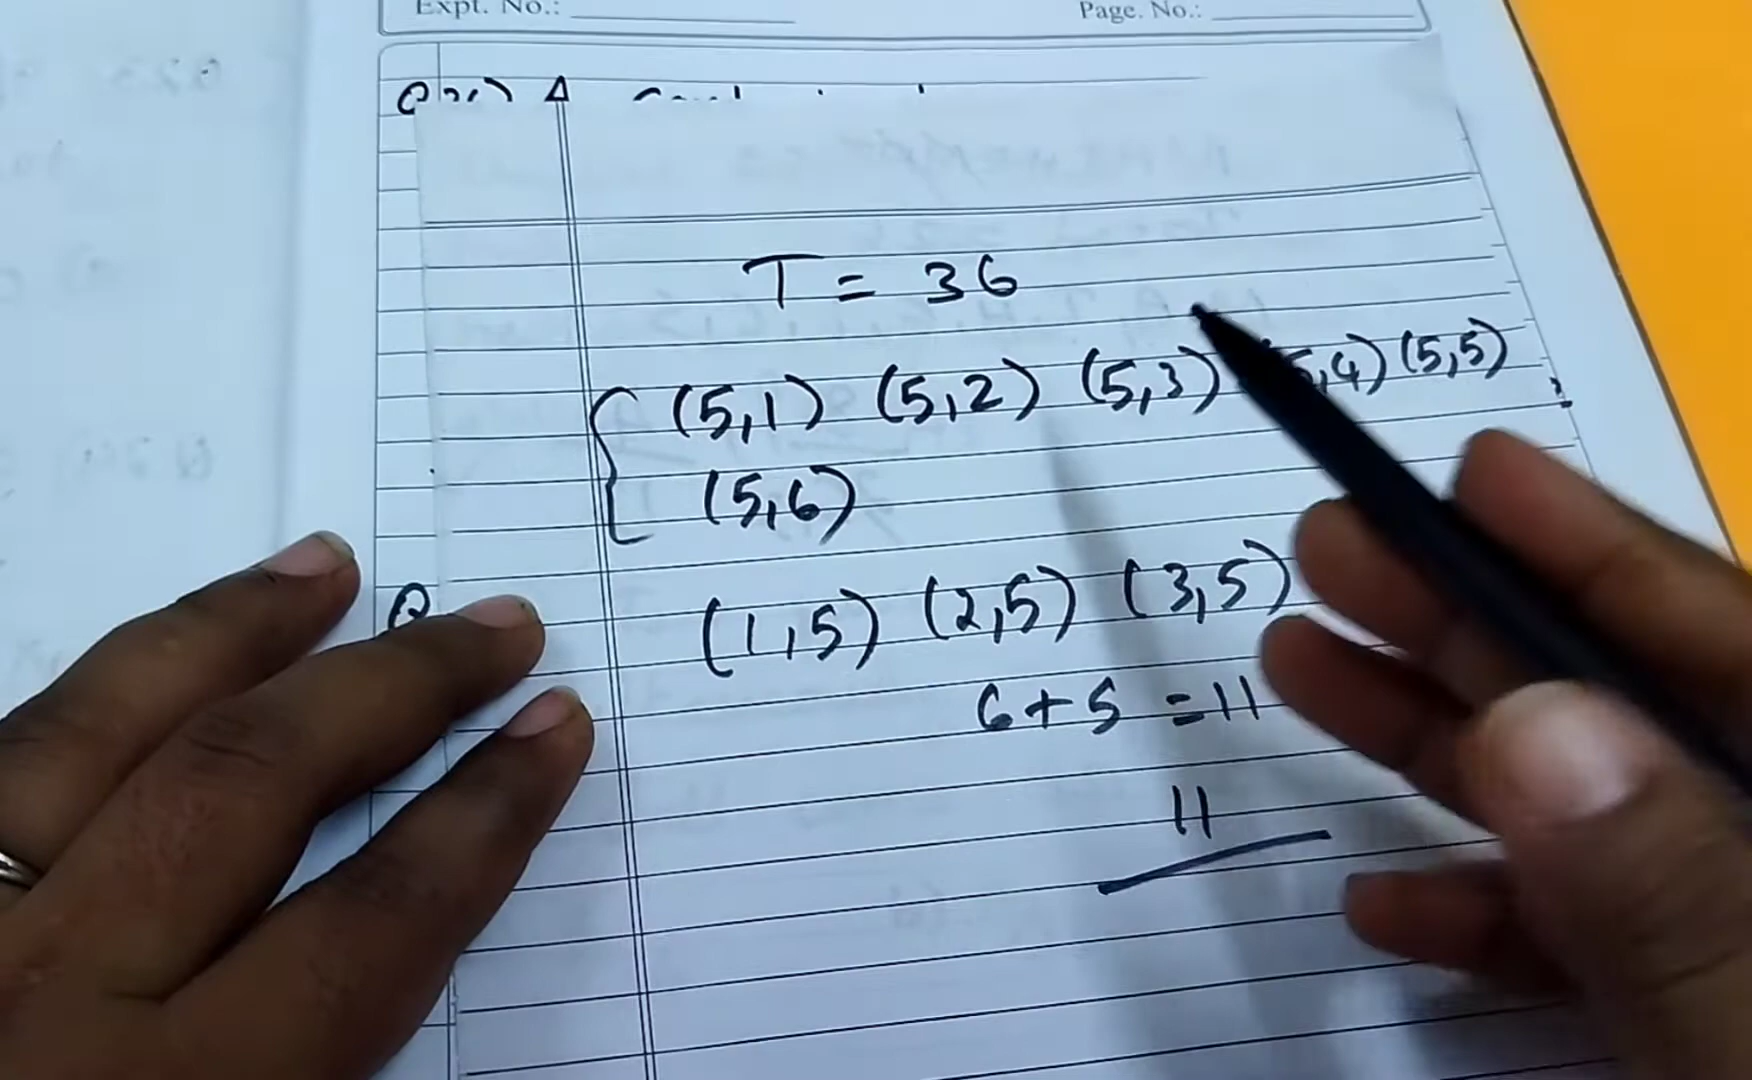 Expt. No.: Page. No.:
T = 36
(5,1) (5,2) (5,3) 5,4) (5,5)
(5,6)
(1,5) (2,5) (3,5)
6+5 = 11
11